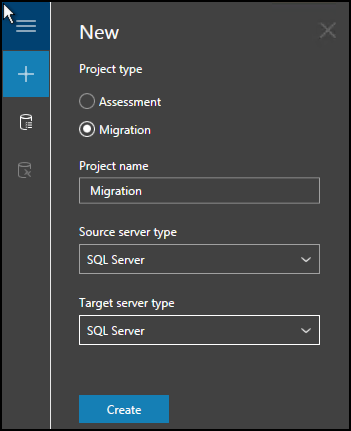 New
Project type
Assessment
Migration
Project name
Migration
Source server type
SQL Server
Target server type
SQL Server
Create